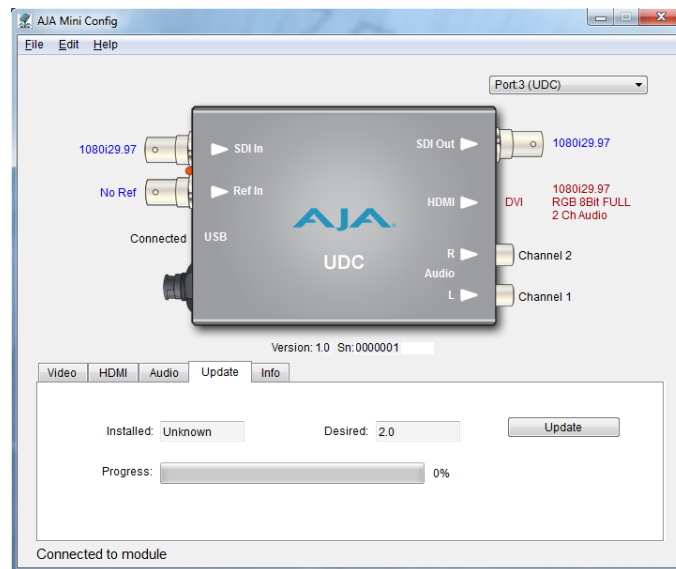 AJA Mini Config
File Edit Help
Port:3 (UDC)
1080i29.97
SDI In
SDI Out
1080i29.97
No Ref
Ref In
HDMI
DVI
1080i29.97
RGB 8Bit FULL
2 Ch Audio
AJA.
Connected
USB
UDC
R
Audio
L
Channel 2
Channel 1
Version: 1.0 Sn: 0000001
Video HDMI Audio Update Info
Installed: Unknown Desired: 2.0 Update
Progress: 0%
Connected to module